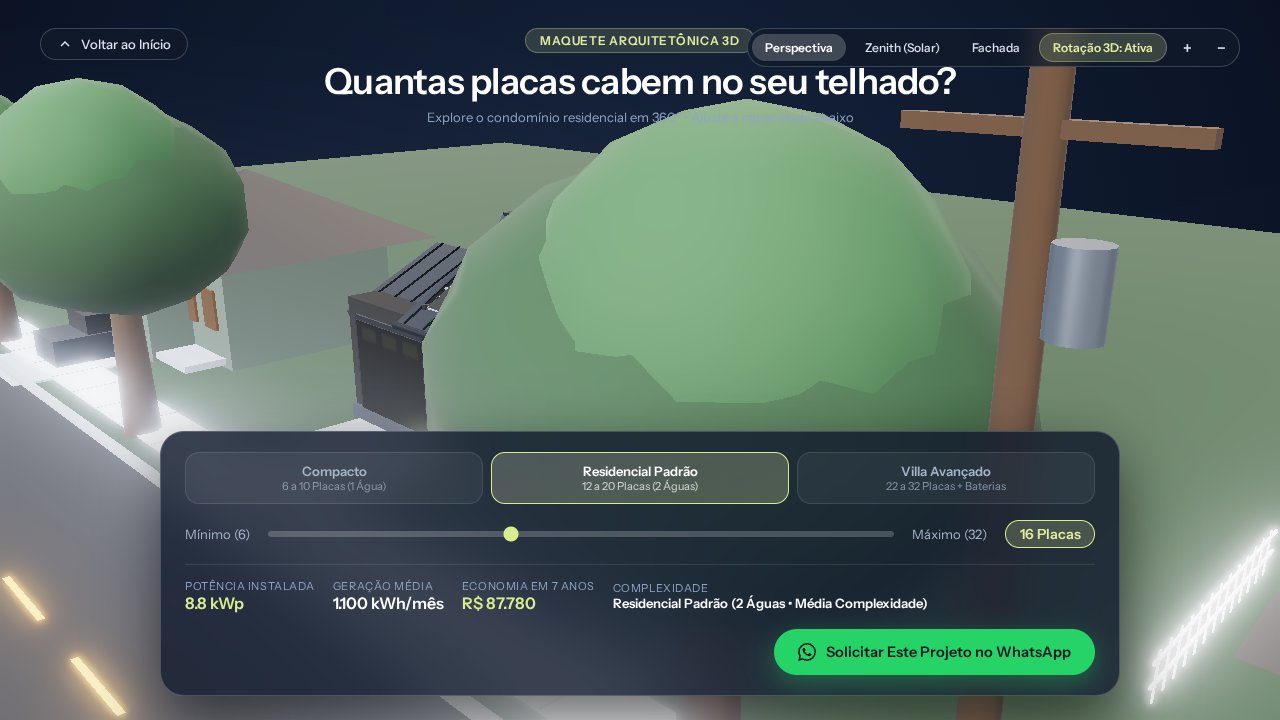 Voltar ao Início
MAQUETE ARQUITETÔNICA 3D
Perspectiva
Zenith (Solar)
Fachada
Rotação 3D: Ativa
+
−
Quantas placas cabem no seu telhado?
Explore o condomínio residencial em 360° • Ajuste a capacidade abaixo
Compacto
6 a 10 Placas (1 Água)
Residencial Padrão
12 a 20 Placas (2 Águas)
Villa Avançado
22 a 32 Placas + Baterias
Mínimo (6)
Máximo (32)
16 Placas
POTÊNCIA INSTALADA
8.8 kWp
GERAÇÃO MÉDIA
1.100 kWh/mês
ECONOMIA EM 7 ANOS
R$ 87.780
COMPLEXIDADE
Residencial Padrão (2 Águas • Média Complexidade)
Solicitar Este Projeto no WhatsApp